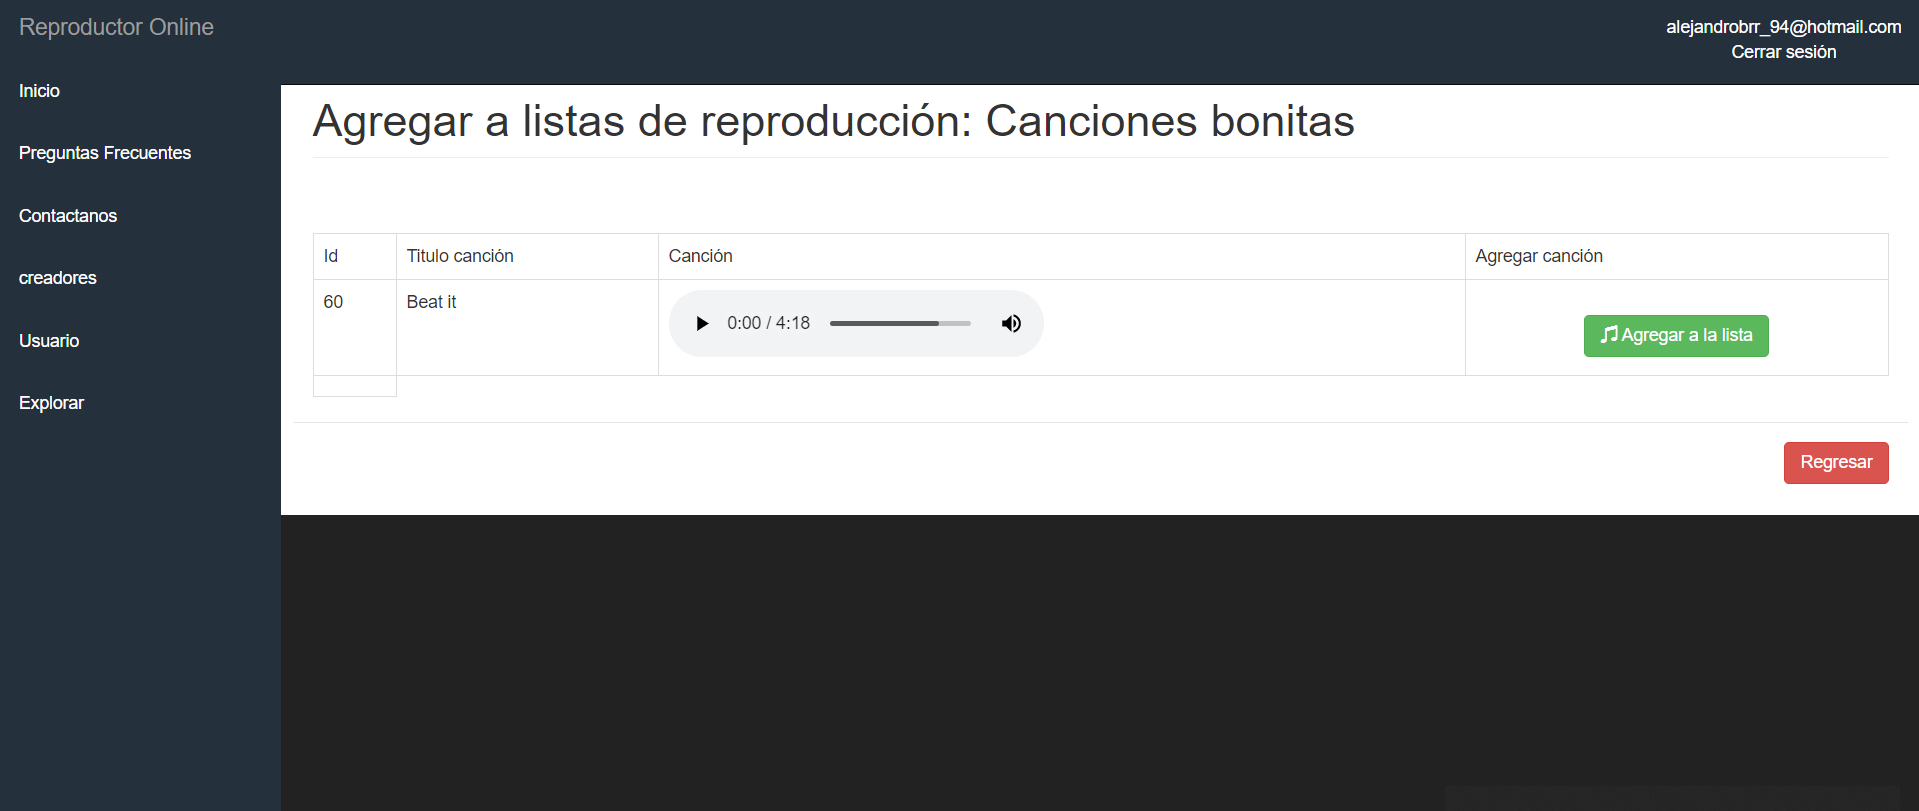 Reproductor Online
alejandrobrr_94@hotmail.com
Cerrar sesión
Inicio
Preguntas Frecuentes
Contactanos
creadores
Usuario
Explorar
Agregar a listas de reproducción: Canciones bonitas
Id Titulo canción Canción Agregar canción
60 Beat it 0:00 / 4:18 Agregar a la lista
Regresar